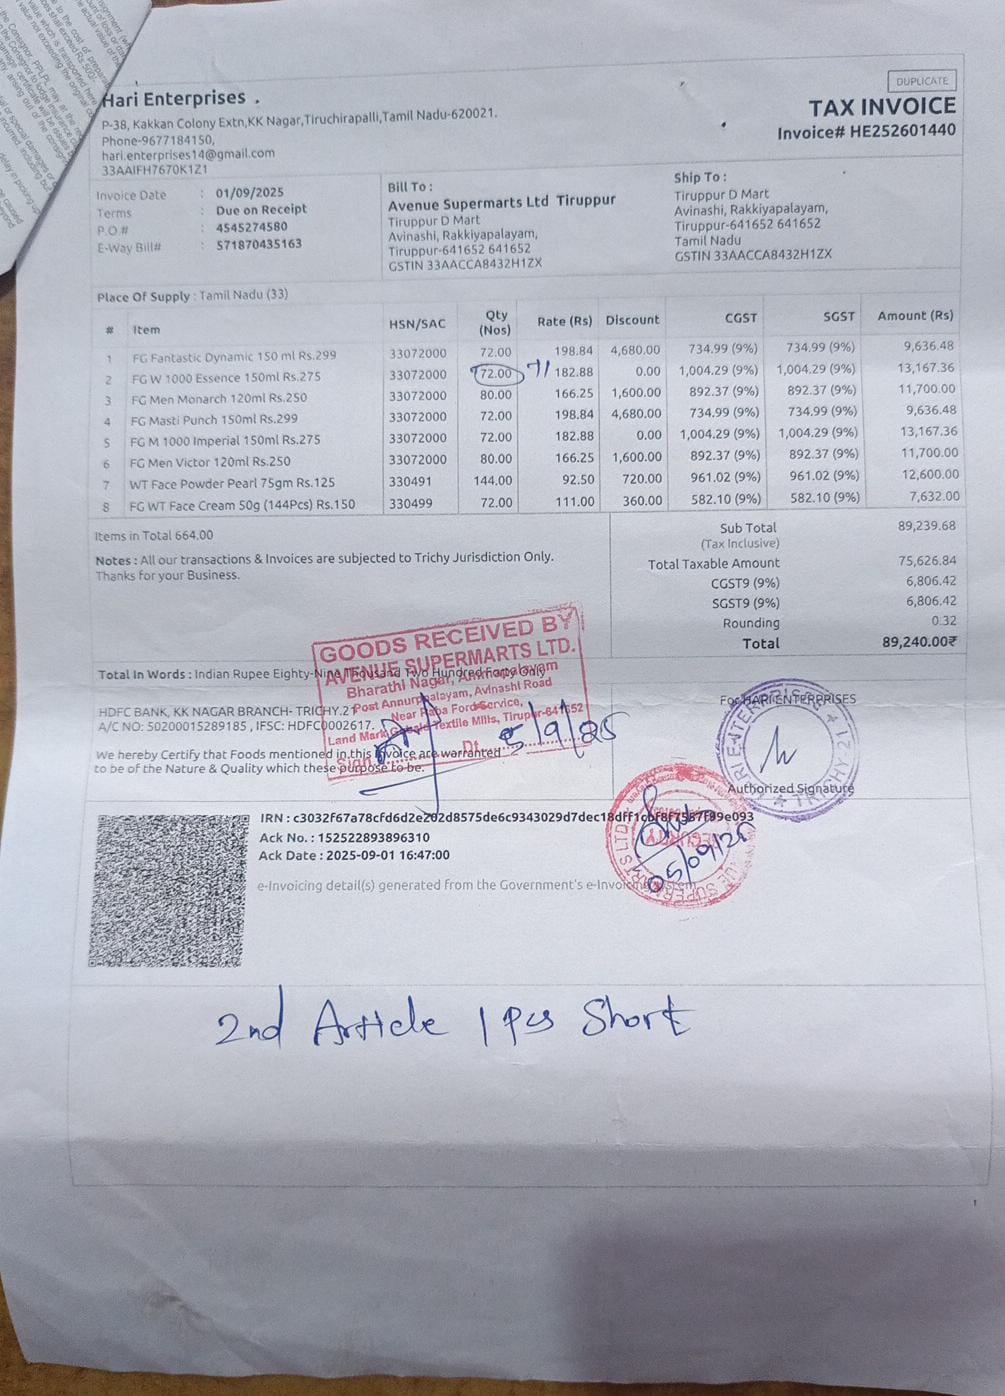 DUPLICATE
Hari Enterprises .
TAX INVOICE
P-38, Kakkan Colony Extn,KK Nagar,Tiruchirapalli,Tamil Nadu-620021.
Invoice# HE252601440
Phone-9677184150,
hari.enterprises14@gmail.com
33AAIFH7670K1Z1
Invoice Date : 01/09/2025
Terms : Due on Receipt
P.O.# : 4545274580
E-Way Bill# : 571870435163
Bill To :
Avenue Supermarts Ltd Tiruppur
Tiruppur D Mart
Avinashi, Rakkiyapalayam,
Tiruppur-641652 641652
GSTIN 33AACCA8432H1ZX
Ship To :
Tiruppur D Mart
Avinashi, Rakkiyapalayam,
Tiruppur-641652 641652
Tamil Nadu
GSTIN 33AACCA8432H1ZX
Place Of Supply : Tamil Nadu (33)
# Item HSN/SAC Qty (Nos) Rate (Rs) Discount CGST SGST Amount (Rs)
1 FG Fantastic Dynamic 150 ml Rs.299 33072000 72.00 198.84 4,680.00 734.99 (9%) 734.99 (9%) 9,636.48
2 FG W 1000 Essence 150ml Rs.275 33072000 72.00 71 182.88 0.00 1,004.29 (9%) 1,004.29 (9%) 13,167.36
3 FG Men Monarch 120ml Rs.250 33072000 80.00 166.25 1,600.00 892.37 (9%) 892.37 (9%) 11,700.00
4 FG Masti Punch 150ml Rs.299 33072000 72.00 198.84 4,680.00 734.99 (9%) 734.99 (9%) 9,636.48
5 FG M 1000 Imperial 150ml Rs.275 33072000 72.00 182.88 0.00 1,004.29 (9%) 1,004.29 (9%) 13,167.36
6 FG Men Victor 120ml Rs.250 33072000 80.00 166.25 1,600.00 892.37 (9%) 892.37 (9%) 11,700.00
7 WT Face Powder Pearl 75gm Rs.125 330491 144.00 92.50 720.00 961.02 (9%) 961.02 (9%) 12,600.00
8 FG WT Face Cream 50g (144Pcs) Rs.150 330499 72.00 111.00 360.00 582.10 (9%) 582.10 (9%) 7,632.00
Items in Total 664.00
Notes : All our transactions & Invoices are subjected to Trichy Jurisdiction Only.
Thanks for your Business.
Sub Total 89,239.68
(Tax Inclusive)
Total Taxable Amount 75,626.84
CGST9 (9%) 6,806.42
SGST9 (9%) 6,806.42
Rounding 0.32
Total 89,240.00₹
GOODS RECEIVED BY
AVENUE SUPERMARTS LTD.
Bharathi Nagar,
Post Annurpalayam, Avinashi Road
Near Ford Service,
Land Mark Textile Mills, Tirupur-641652
Sign Dt. 5/9/25
Total In Words : Indian Rupee Eighty-Nine Thousand Two Hundred Forty Only
HDFC BANK, KK NAGAR BRANCH- TRICHY.21
A/C NO: 50200015289185 , IFSC: HDFC0002617.
We hereby Certify that Foods mentioned in this Invoice are warranted
to be of the Nature & Quality which these purpose to be.
For HARI ENTERPRISES
Authorized Signature
IRN : c3032f67a78cfd6d2e202d8575de6c9343029d7dec18dff1cbf8f7587f99e093
Ack No. : 152522893896310
Ack Date : 2025-09-01 16:47:00
05/09/25
e-Invoicing detail(s) generated from the Government's e-Invoicing System.
2nd Article 1 Pcs Short